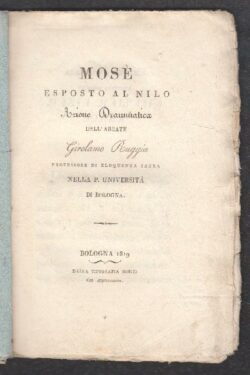 MOSÈ
ESPOSTO AL NILO
Azione Drammatica
DELL'ABBATE
Girolamo Ruggia
PROFESSORE DI ELOQUENZA SACRA
NELLA P. UNIVERSITÀ
DI BOLOGNA.
BOLOGNA 1819
DALLA TIPOGRAFIA NOBILI
Con Approvazione.